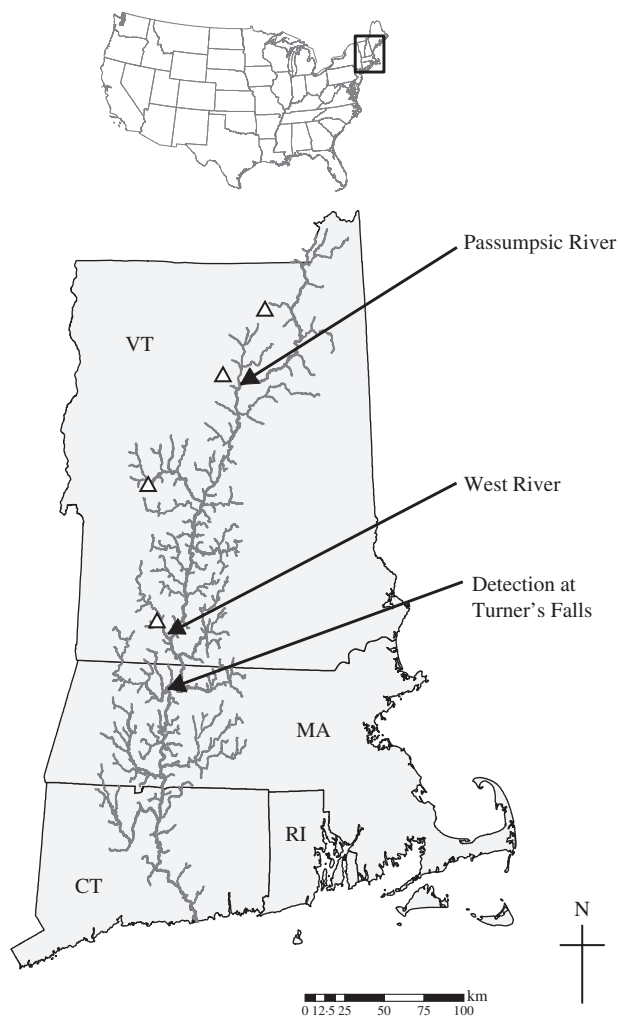 Passumpsic River
VT
West River
Detection at
Turner's Falls
MA
RI
CT
N
km
0 12·5 25 50 75 100